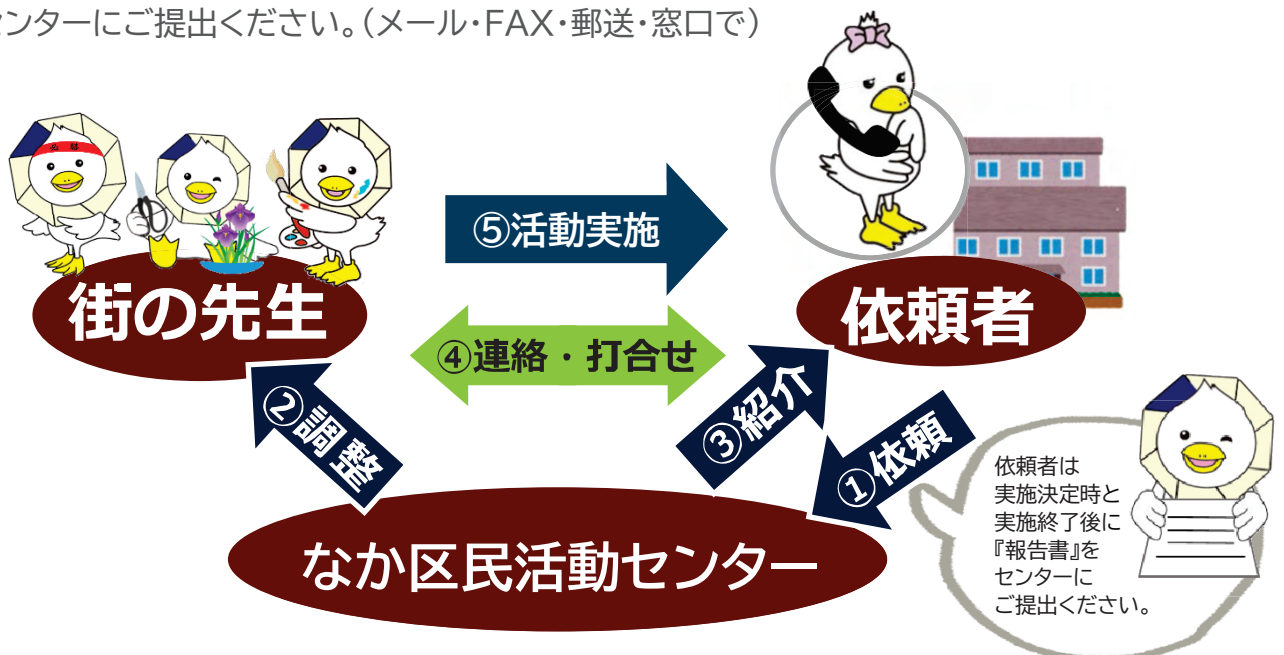 ンターにご提出ください。（メール・FAX・郵送・窓口で）
必勝
⑤活動実施
街の先生
依頼者
④連絡・打合せ
②調整
③紹介
①依頼
なか区民活動センター
依頼者は
実施決定時と
実施終了後に
『報告書』を
センターに
ご提出ください。